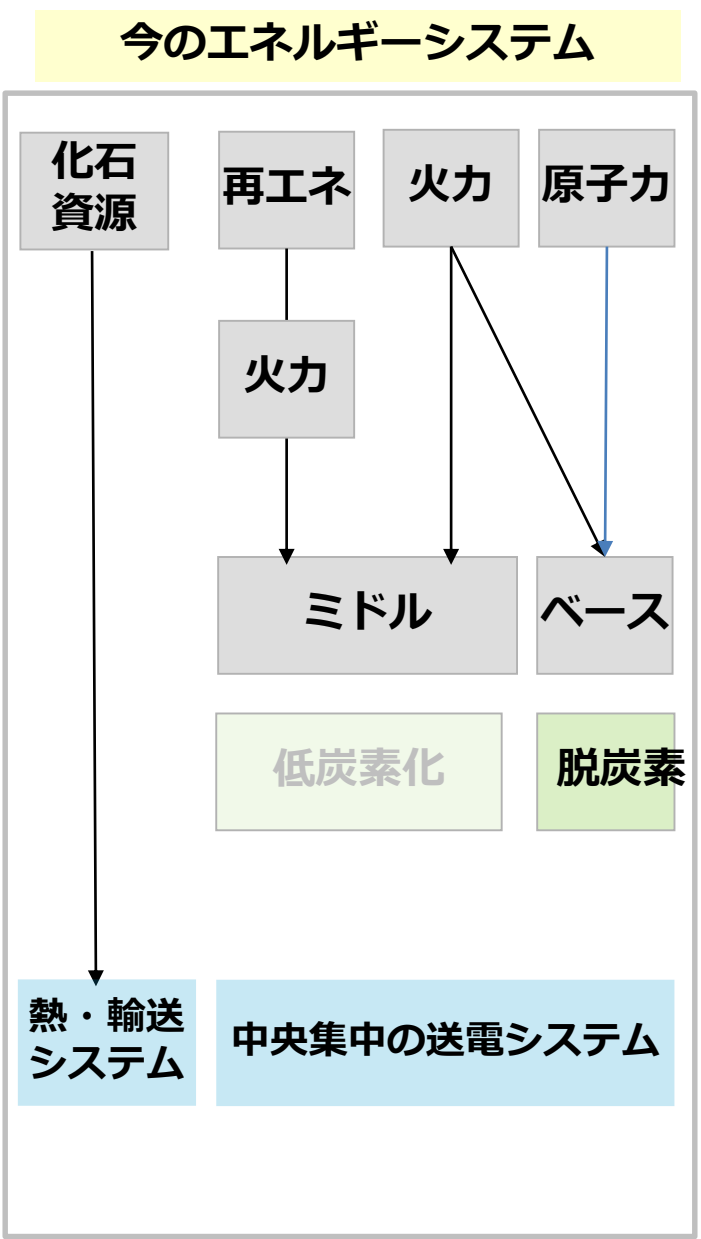 今のエネルギーシステム
化石
資源
再エネ
火力
原子力
火力
ミドル
ベース
低炭素化
脱炭素
熱・輸送
システム
中央集中の送電システム